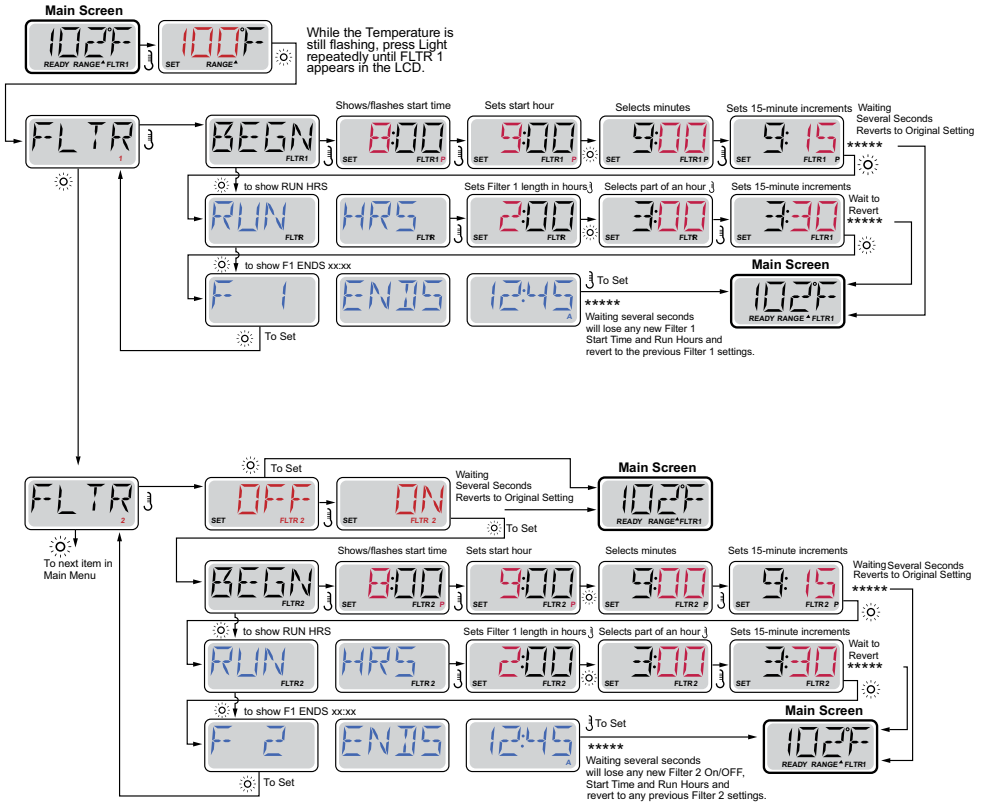 Main Screen
102°F
READY RANGE FLTR1
100°F
SET RANGE
While the Temperature is
still flashing, press Light
repeatedly until FLTR 1
appears in the LCD.
Shows/flashes start time
Sets start hour
Selects minutes
Sets 15-minute increments
Waiting
Several Seconds
Reverts to Original Setting
*****
FLTR
1
BEGN
FLTR1
8:00
SET FLTR1 P
9:00
SET FLTR1 P
9:00
SET FLTR1 P
9:15
SET FLTR1 P
to show RUN HRS
Sets Filter 1 length in hours
Selects part of an hour
Sets 15-minute increments
Wait to
Revert
*****
RUN
FLTR
HRS
2:00
SET FLTR
3:00
SET FLTR
3:30
SET FLTR1
to show F1 ENDS xx:xx
F 1
ENDS
12:45
A
To Set
*****
Waiting several seconds
will lose any new Filter 1
Start Time and Run Hours and
revert to the previous Filter 1 settings.
Main Screen
102°F
READY RANGE FLTR1
To Set
FLTR
2
To next item in
Main Menu
To Set
OFF
SET FLTR 2
ON
SET FLTR 2
Waiting
Several Seconds
Reverts to Original Setting
*****
To Set
Main Screen
102°F
READY RANGE FLTR1
Shows/flashes start time
Sets start hour
Selects minutes
Sets 15-minute increments
Waiting Several Seconds
Reverts to Original Setting
*****
BEGN
FLTR2
8:00
SET FLTR2 P
9:00
SET FLTR2 P
9:00
SET FLTR2 P
9:15
SET FLTR2 P
to show RUN HRS
Sets Filter 1 length in hours
Selects part of an hour
Sets 15-minute increments
Wait to
Revert
*****
RUN
FLTR2
HRS
2:00
SET FLTR2
3:00
SET FLTR2
3:30
SET FLTR2
to show F1 ENDS xx:xx
F 2
ENDS
12:45
A
To Set
*****
Waiting several seconds
will lose any new Filter 2 On/OFF,
Start Time and Run Hours and
revert to any previous Filter 2 settings.
Main Screen
102°F
READY RANGE FLTR1
To Set